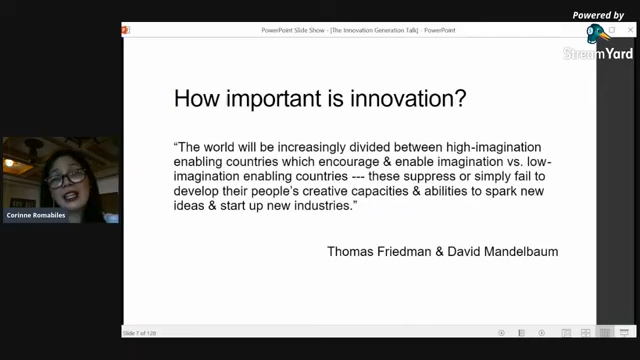 Powered by
PowerPoint Slide Show - [The Innovation Generation Talk] - PowerPoint
StreamYard
How important is innovation?
“The world will be increasingly divided between high-imagination
enabling countries which encourage & enable imagination vs. low-
imagination enabling countries --- these suppress or simply fail to
develop their people’s creative capacities & abilities to spark new
ideas & start up new industries.”
Thomas Friedman & David Mandelbaum
Corinne Romabiles
Slide 7 of 128